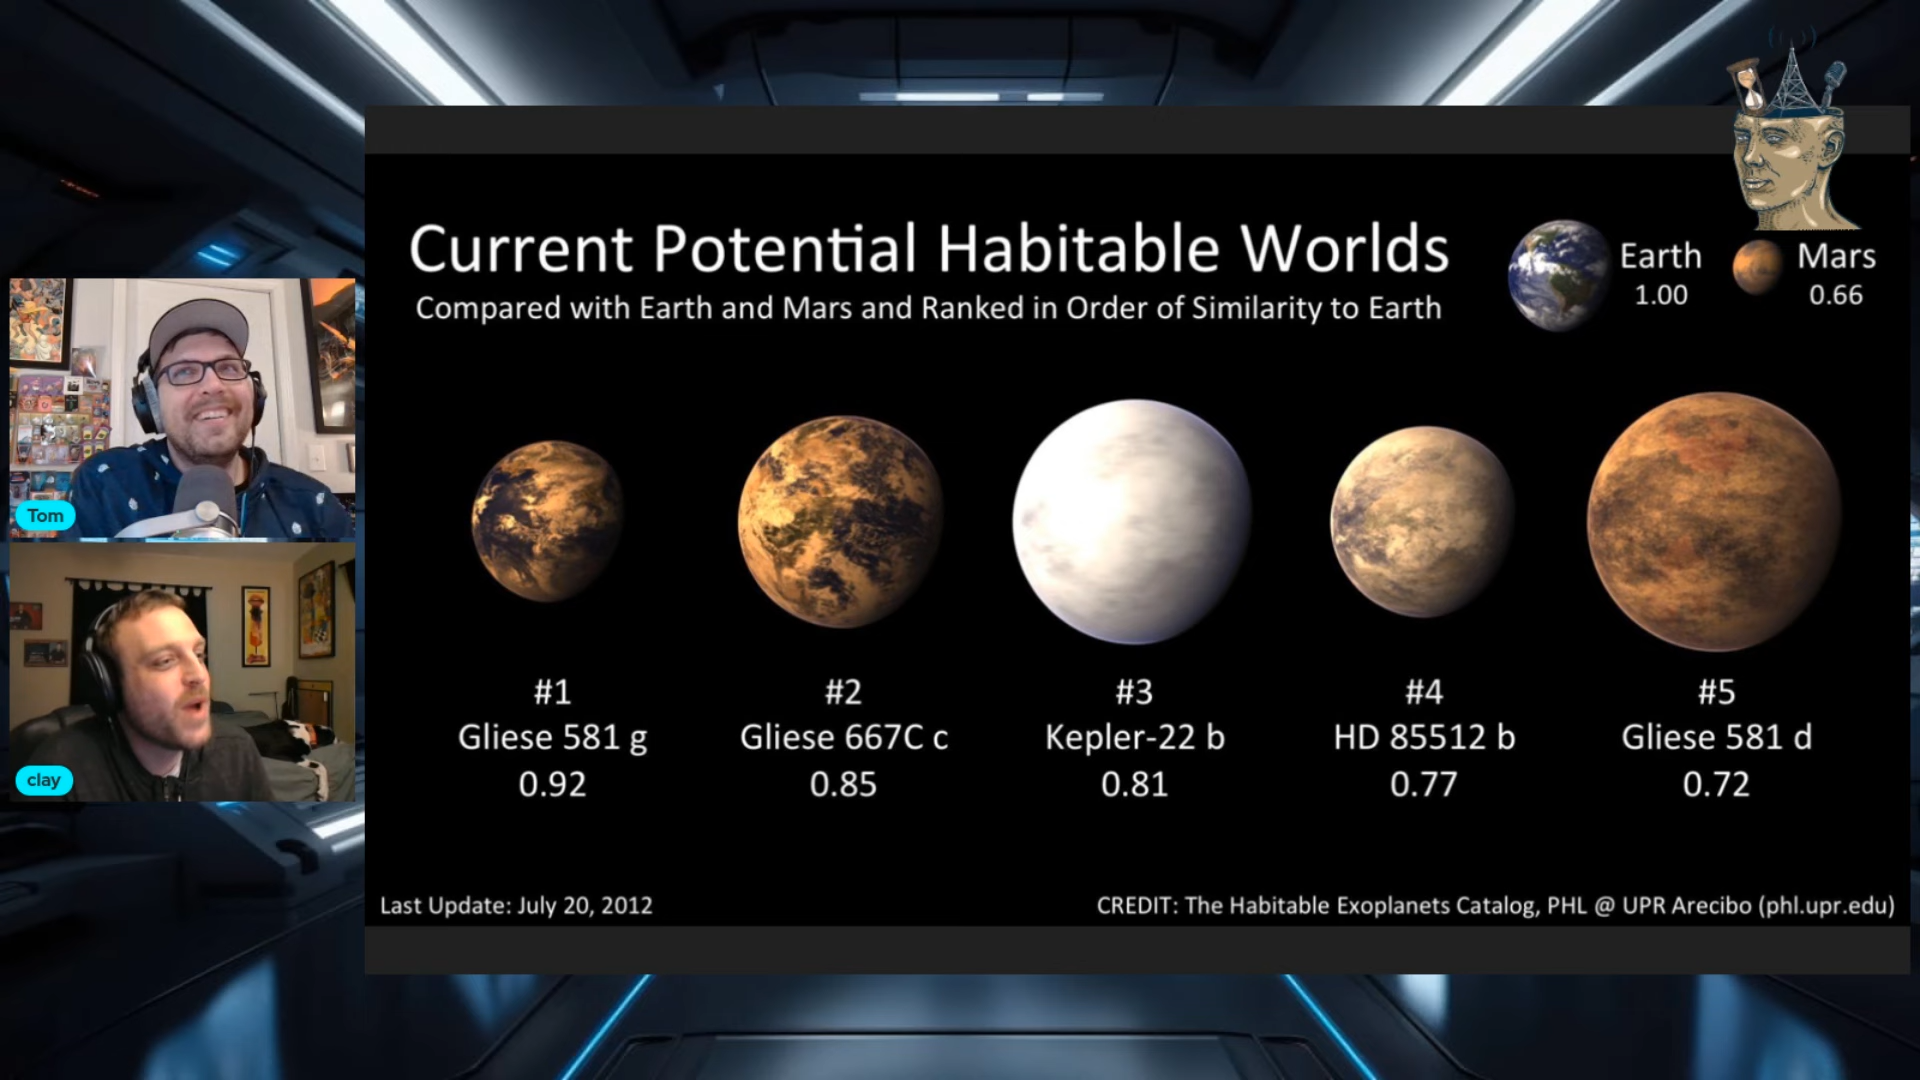 Current Potential Habitable Worlds
Compared with Earth and Mars and Ranked in Order of Similarity to Earth
Earth
1.00
Mars
0.66
#1
Gliese 581 g
0.92
#2
Gliese 667C c
0.85
#3
Kepler-22 b
0.81
#4
HD 85512 b
0.77
#5
Gliese 581 d
0.72
Last Update: July 20, 2012
CREDIT: The Habitable Exoplanets Catalog, PHL @ UPR Arecibo (phl.upr.edu)
Tom
clay